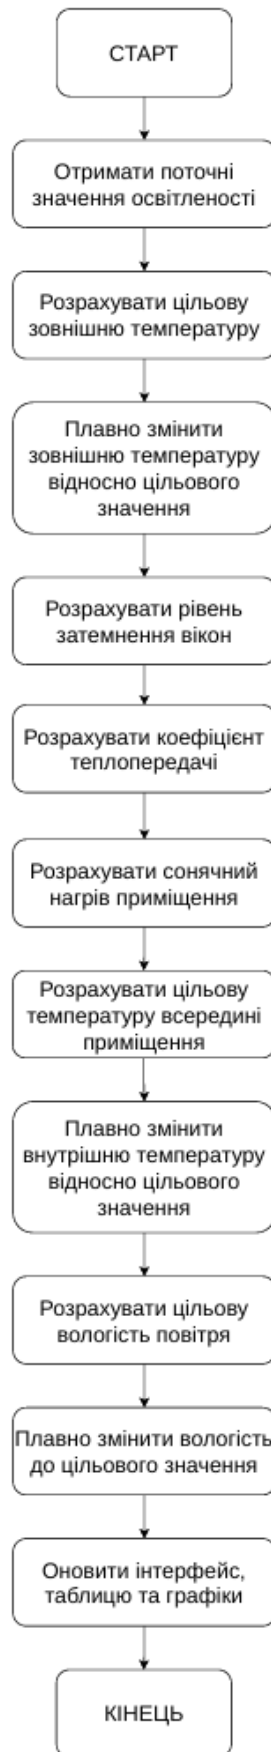 СТАРТ
Отримати поточні
значення освітленості
Розрахувати цільову
зовнішню температуру
Плавно змінити
зовнішню температуру
відносно цільового
значення
Розрахувати рівень
затемнення вікон
Розрахувати коефіцієнт
теплопередачі
Розрахувати сонячний
нагрів приміщення
Розрахувати цільову
температуру всередині
приміщення
Плавно змінити
внутрішню температуру
відносно цільового
значення
Розрахувати цільову
вологість повітря
Плавно змінити вологість
до цільового значення
Оновити інтерфейс,
таблицю та графіки
КІНЕЦЬ